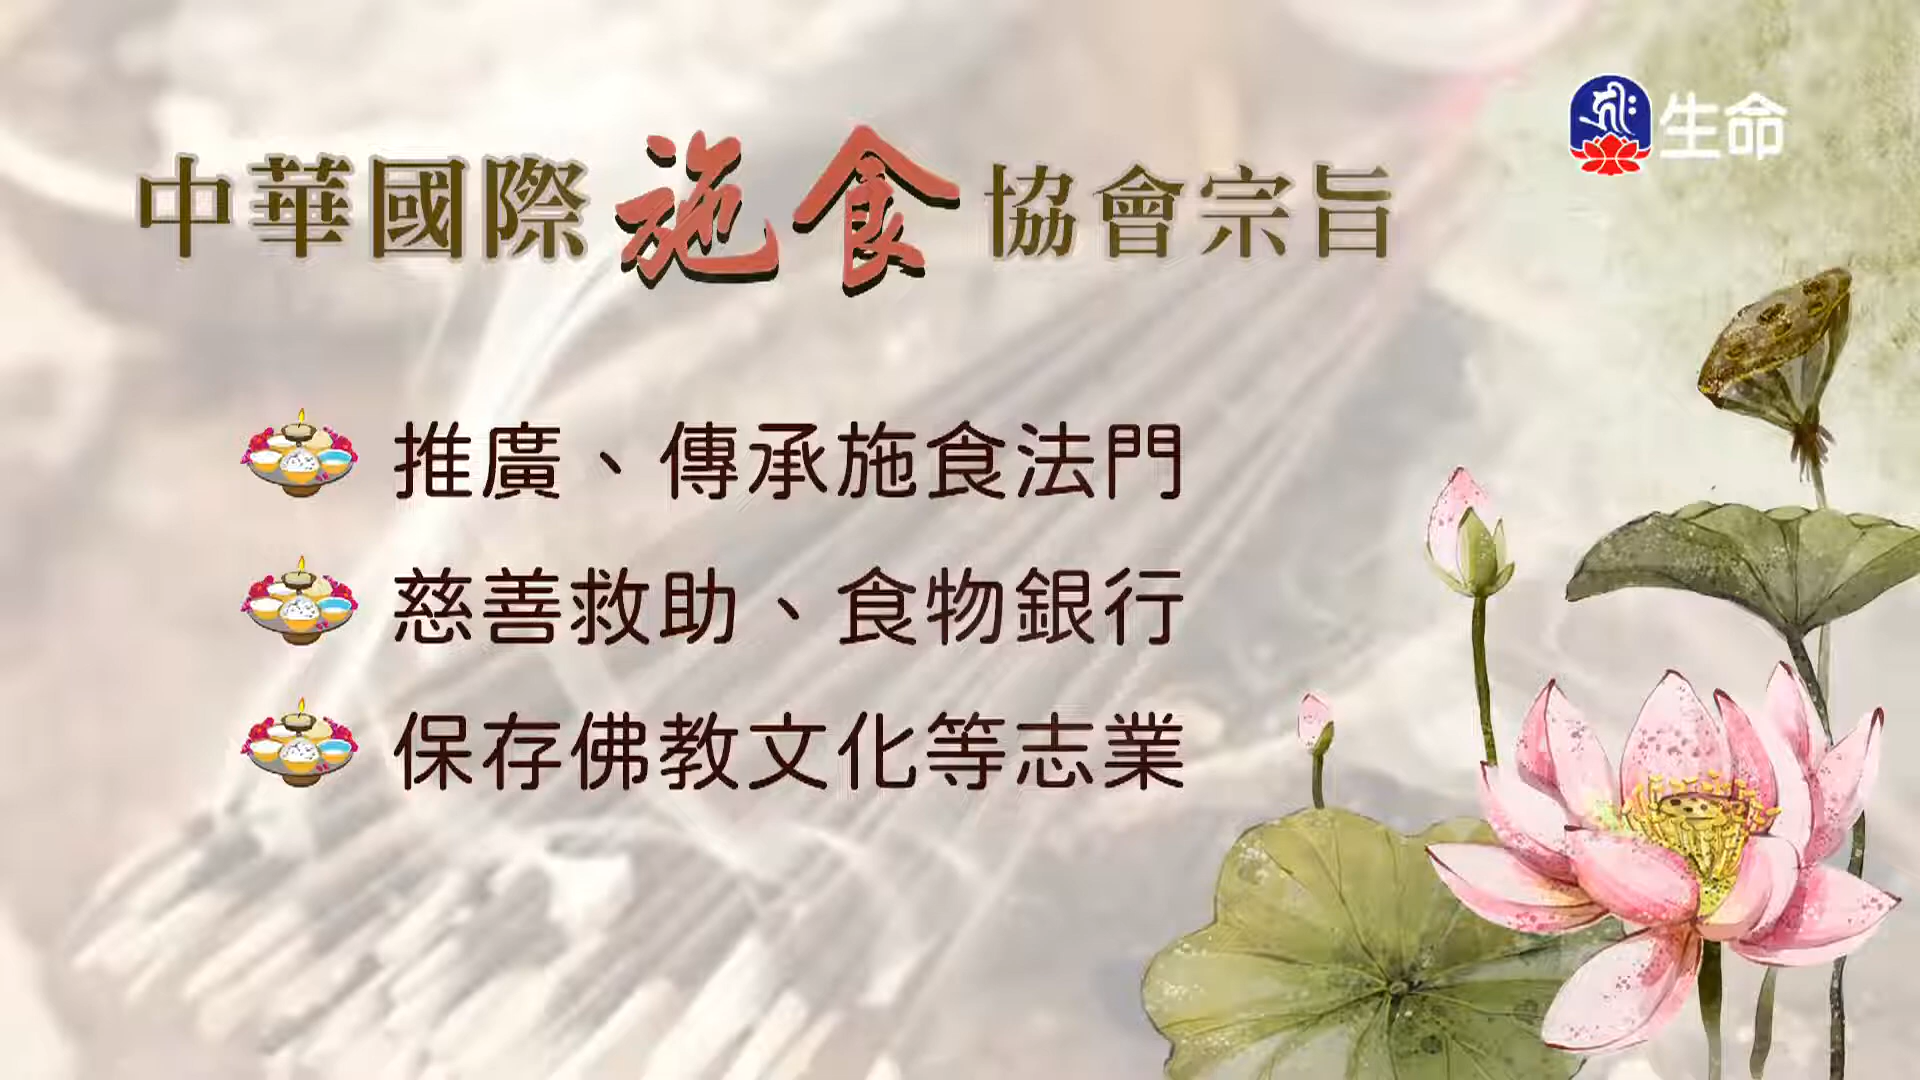 生命
中華國際施食協會宗旨
推廣、傳承施食法門
慈善救助、食物銀行
保存佛教文化等志業